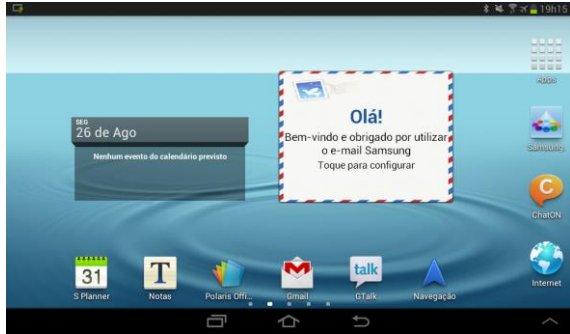 19h15
Apps
SEG
26 de Ago
Nenhum evento do calendário previsto
Olá!
Bem-vindo e obrigado por utilizar
o e-mail Samsung
Toque para configurar
Samsung..
C
ChatON
31
S Planner
T
Notas
Polaris Offi..
Gmail
talk
GTalk
Navegação
Internet